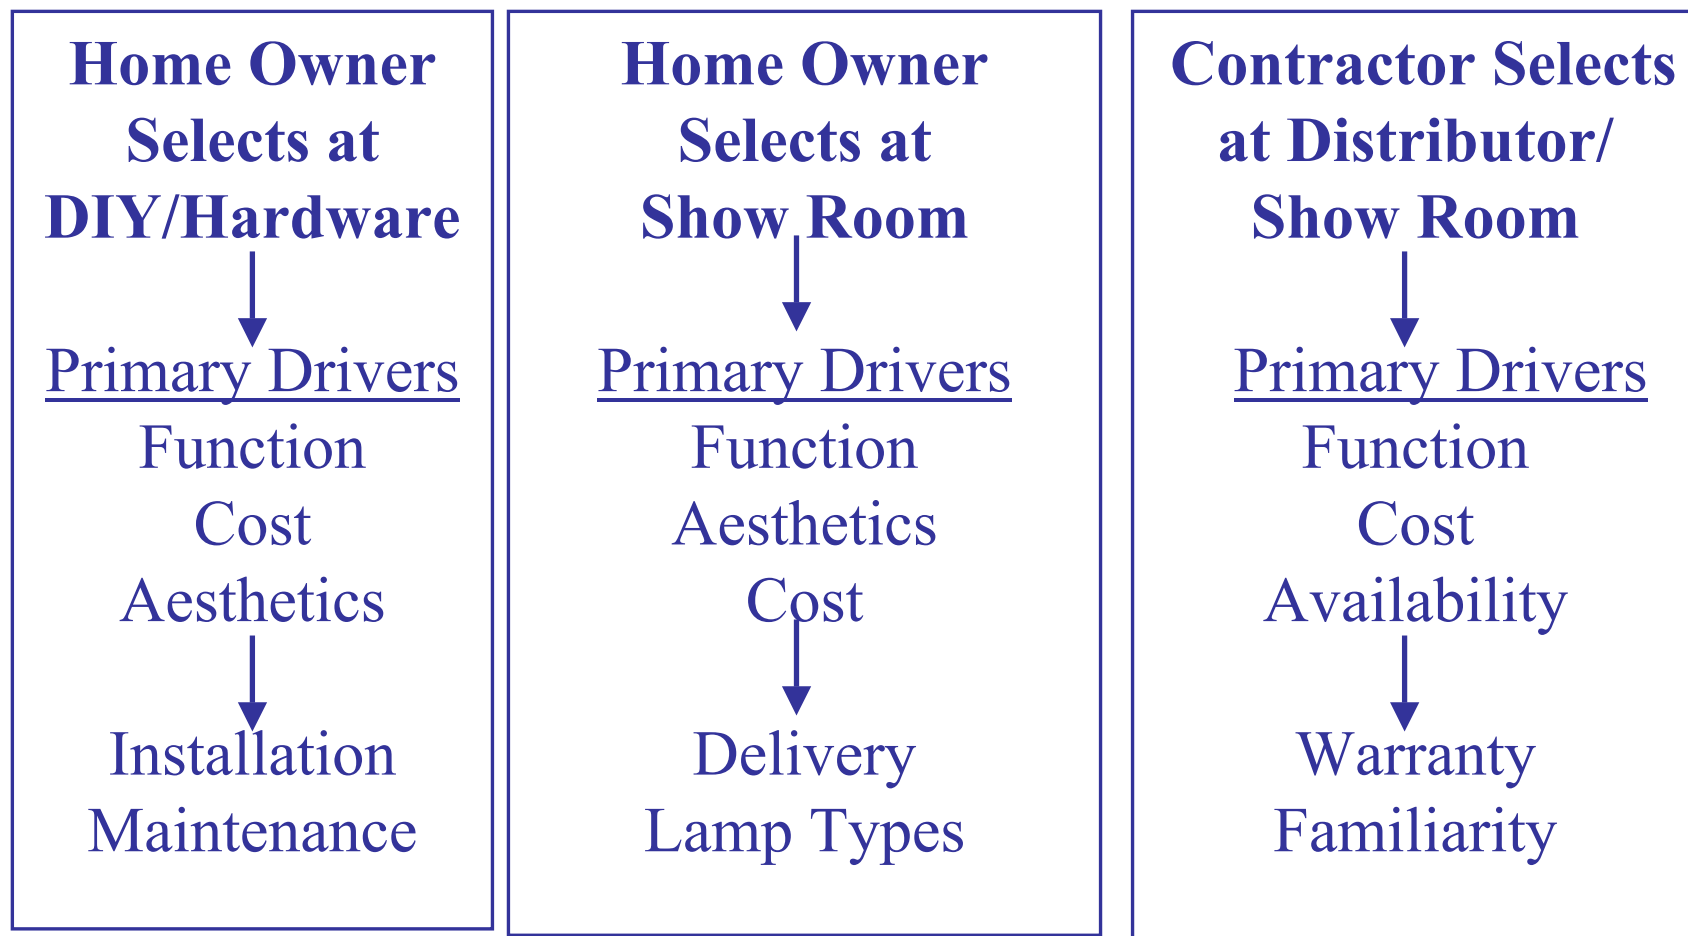 Home Owner
Selects at
DIY/Hardware
Primary Drivers
Function
Cost
Aesthetics
Installation
Maintenance
Home Owner
Selects at
Show Room
Primary Drivers
Function
Aesthetics
Cost
Delivery
Lamp Types
Contractor Selects
at Distributor/
Show Room
Primary Drivers
Function
Cost
Availability
Warranty
Familiarity